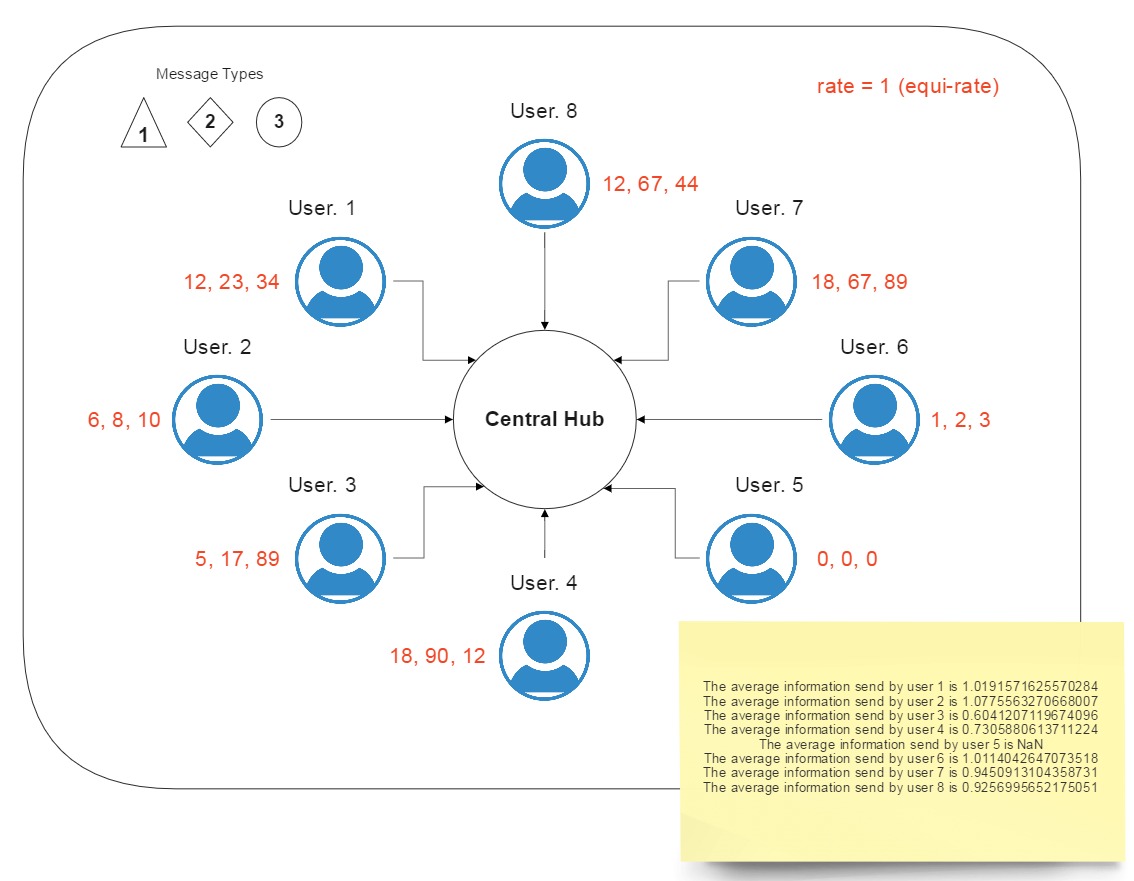 Message Types
1
2
3
rate = 1 (equi-rate)
User. 8
12, 67, 44
User. 1
12, 23, 34
User. 7
18, 67, 89
User. 2
6, 8, 10
User. 6
1, 2, 3
Central Hub
User. 3
5, 17, 89
User. 5
0, 0, 0
User. 4
18, 90, 12
The average information send by user 1 is 1.0191571625570284
The average information send by user 2 is 1.0775563270668007
The average information send by user 3 is 0.6041207119674096
The average information send by user 4 is 0.7305880613711224
The average information send by user 5 is NaN
The average information send by user 6 is 1.0114042647073518
The average information send by user 7 is 0.9450913104358731
The average information send by user 8 is 0.9256995652175051